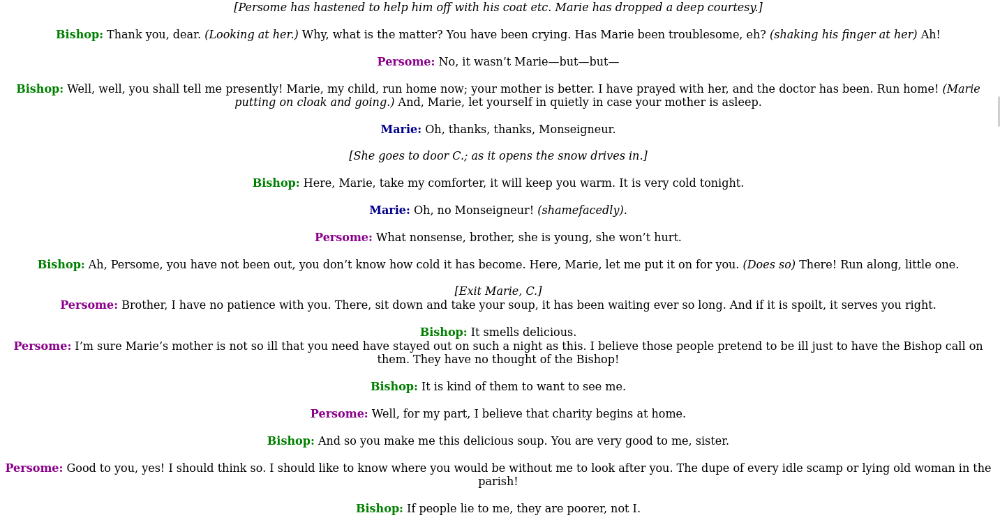 [Persome has hastened to help him off with his coat etc. Marie has dropped a deep courtesy.]
Bishop: Thank you, dear. (Looking at her.) Why, what is the matter? You have been crying. Has Marie been troublesome, eh? (shaking his finger at her) Ah!
Persome: No, it wasn’t Marie—but—but—
Bishop: Well, well, you shall tell me presently! Marie, my child, run home now; your mother is better. I have prayed with her, and the doctor has been. Run home! (Marie
putting on cloak and going.) And, Marie, let yourself in quietly in case your mother is asleep.
Marie: Oh, thanks, thanks, Monseigneur.
[She goes to door C.; as it opens the snow drives in.]
Bishop: Here, Marie, take my comforter, it will keep you warm. It is very cold tonight.
Marie: Oh, no Monseigneur! (shamefacedly).
Persome: What nonsense, brother, she is young, she won’t hurt.
Bishop: Ah, Persome, you have not been out, you don’t know how cold it has become. Here, Marie, let me put it on for you. (Does so) There! Run along, little one.
[Exit Marie, C.]
Persome: Brother, I have no patience with you. There, sit down and take your soup, it has been waiting ever so long. And if it is spoilt, it serves you right.
Bishop: It smells delicious.
Persome: I’m sure Marie’s mother is not so ill that you need have stayed out on such a night as this. I believe those people pretend to be ill just to have the Bishop call on
them. They have no thought of the Bishop!
Bishop: It is kind of them to want to see me.
Persome: Well, for my part, I believe that charity begins at home.
Bishop: And so you make me this delicious soup. You are very good to me, sister.
Persome: Good to you, yes! I should think so. I should like to know where you would be without me to look after you. The dupe of every idle scamp or lying old woman in the
parish!
Bishop: If people lie to me, they are poorer, not I.